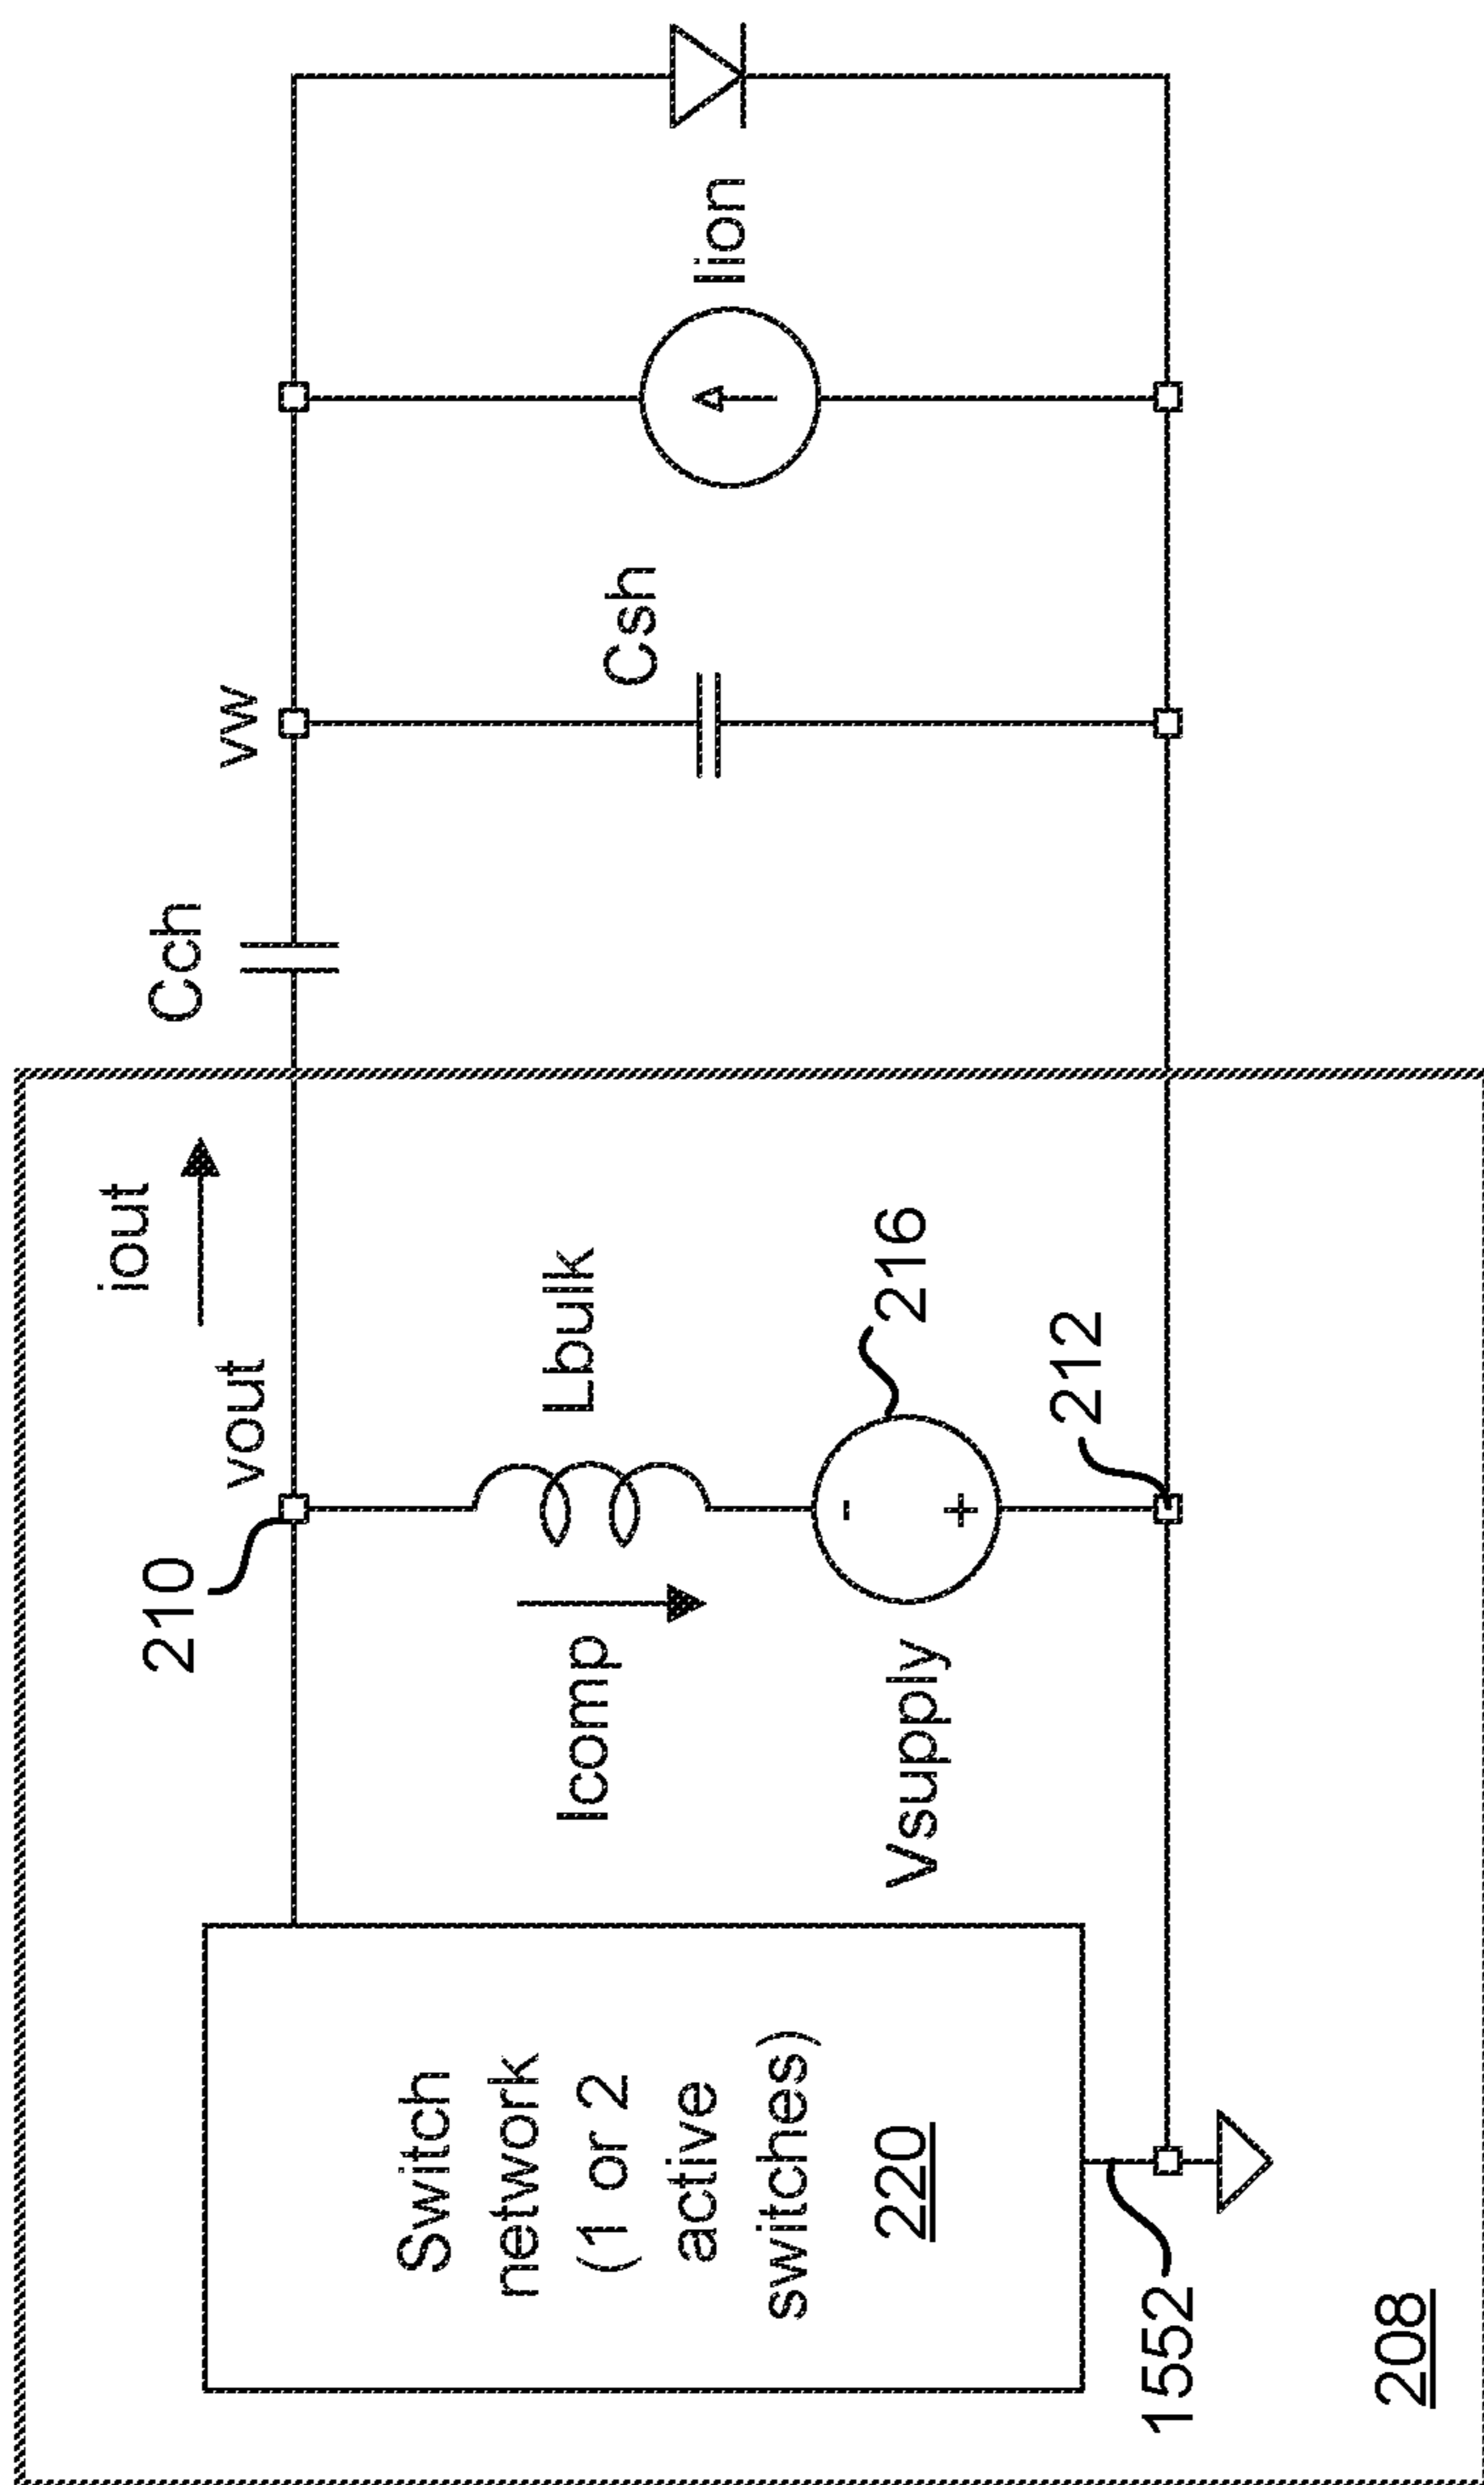 Switch
network
(1 or 2
active
switches)
220
1552
208
210
vout
iout
Icomp
Lbulk
Vsupply
-
+
216
212
Cch
vw
Csh
Iion